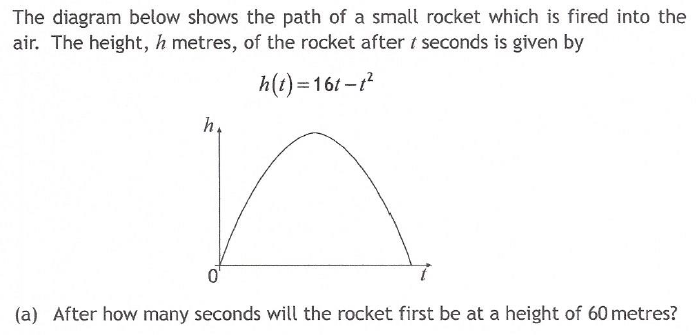 The diagram below shows the path of a small rocket which is fired into the
air. The height, h metres, of the rocket after t seconds is given by
h(t)=16t−t²
h
0
t
(a) After how many seconds will the rocket first be at a height of 60 metres?